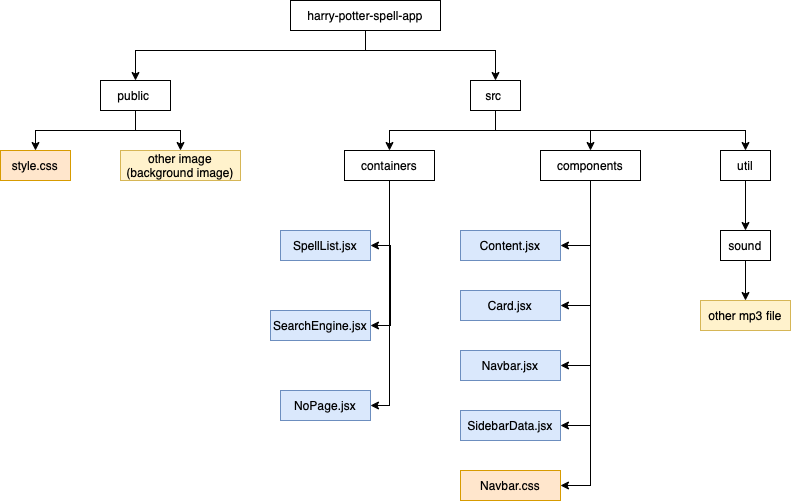 harry-potter-spell-app
public
src
style.css
other image
(background image)
containers
components
util
SpellList.jsx
Content.jsx
sound
Card.jsx
other mp3 file
SearchEngine.jsx
Navbar.jsx
NoPage.jsx
SidebarData.jsx
Navbar.css